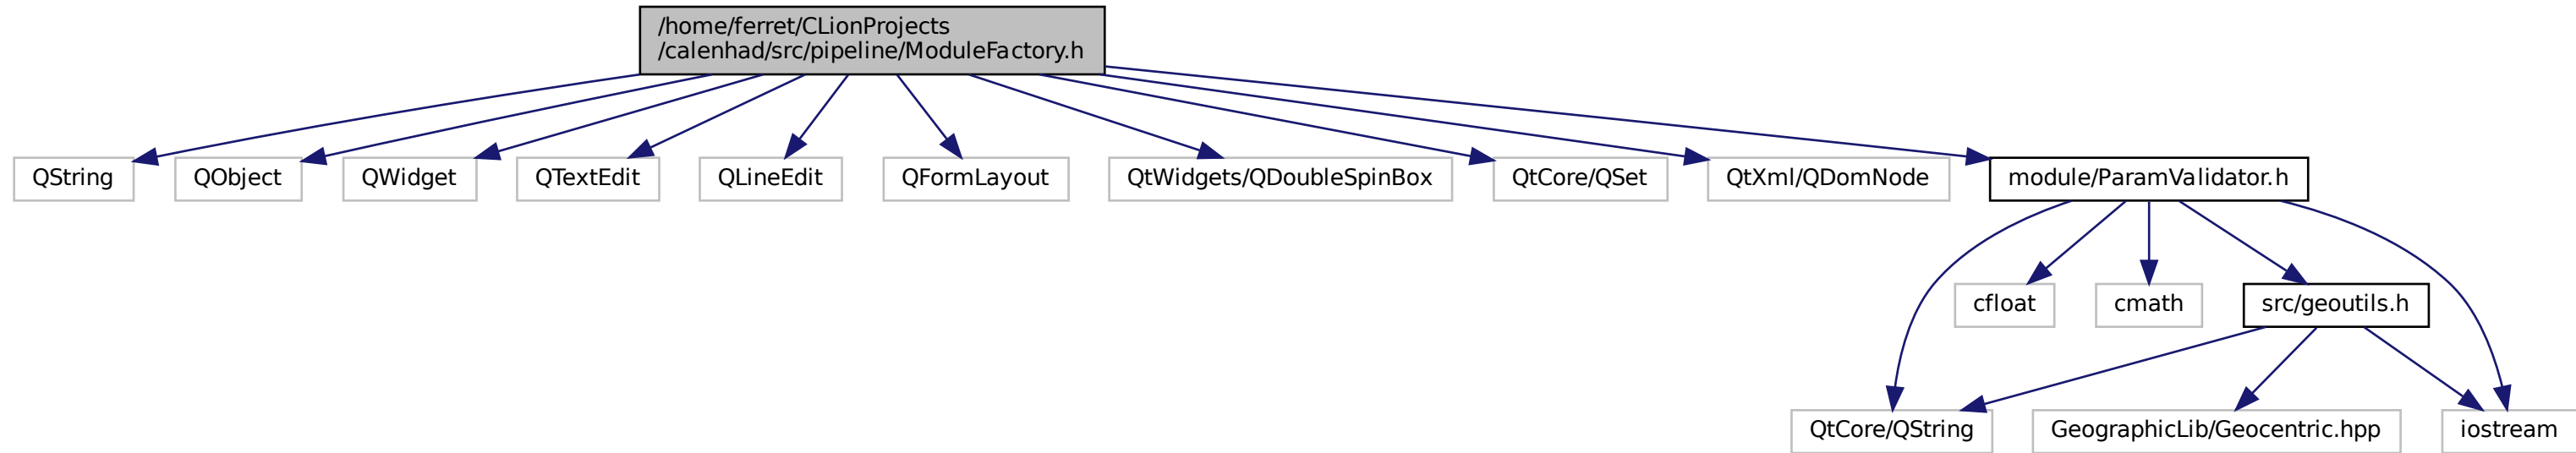 /home/ferret/CLionProjects
/calenhad/src/pipeline/ModuleFactory.h
QString
QObject
QWidget
QTextEdit
QLineEdit
QFormLayout
QtWidgets/QDoubleSpinBox
QtCore/QSet
QtXml/QDomNode
module/ParamValidator.h
cfloat
cmath
src/geoutils.h
QtCore/QString
GeographicLib/Geocentric.hpp
iostream